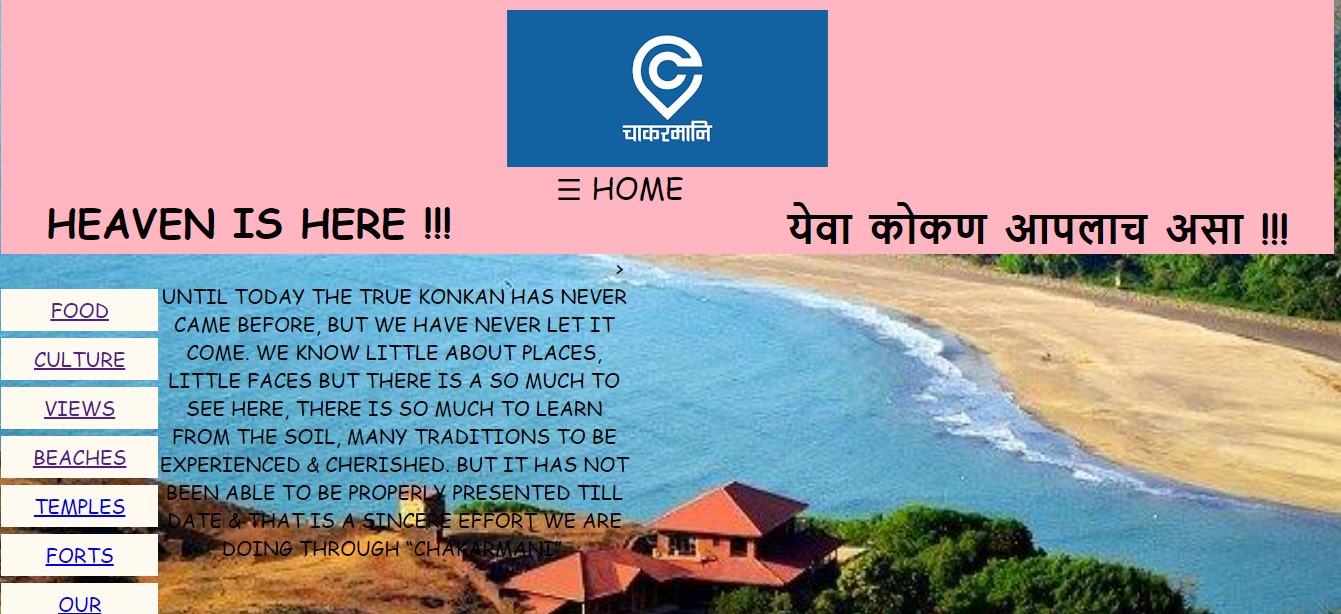 चाकरमानि
☰ HOME
HEAVEN IS HERE !!!
येवा कोकण आपलाच असा !!!
>
FOOD
CULTURE
VIEWS
BEACHES
TEMPLES
FORTS
OUR
UNTIL TODAY THE TRUE KONKAN HAS NEVER
CAME BEFORE, BUT WE HAVE NEVER LET IT
COME. WE KNOW LITTLE ABOUT PLACES,
LITTLE FACES BUT THERE IS A SO MUCH TO
SEE HERE, THERE IS SO MUCH TO LEARN
FROM THE SOIL, MANY TRADITIONS TO BE
EXPERIENCED & CHERISHED. BUT IT HAS NOT
BEEN ABLE TO BE PROPERLY PRESENTED TILL
DATE & THAT IS A SINCERE EFFORT WE ARE
DOING THROUGH “CHAKARMANI”